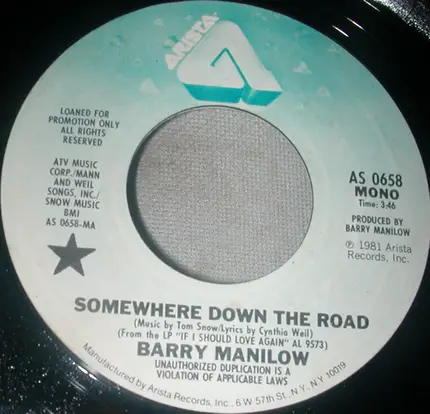 ARISTA
LOANED FOR
PROMOTION ONLY
ALL RIGHTS
RESERVED
ATV MUSIC
CORP./MANN
AND WEIL
SONGS, INC./
SNOW MUSIC
BMI
AS 0658-MA
AS 0658
MONO
Time: 3:46
PRODUCED BY
BARRY MANILOW
℗ 1981 Arista
Records, Inc.
SOMEWHERE DOWN THE ROAD
(Music by Tom Snow/Lyrics by Cynthia Weil)
(From the LP "IF I SHOULD LOVE AGAIN" AL 9573)
BARRY MANILOW
UNAUTHORIZED DUPLICATION IS A
VIOLATION OF APPLICABLE LAWS
Manufactured by Arista Records, Inc., 6 W. 57th St., N.Y., N.Y. 10019